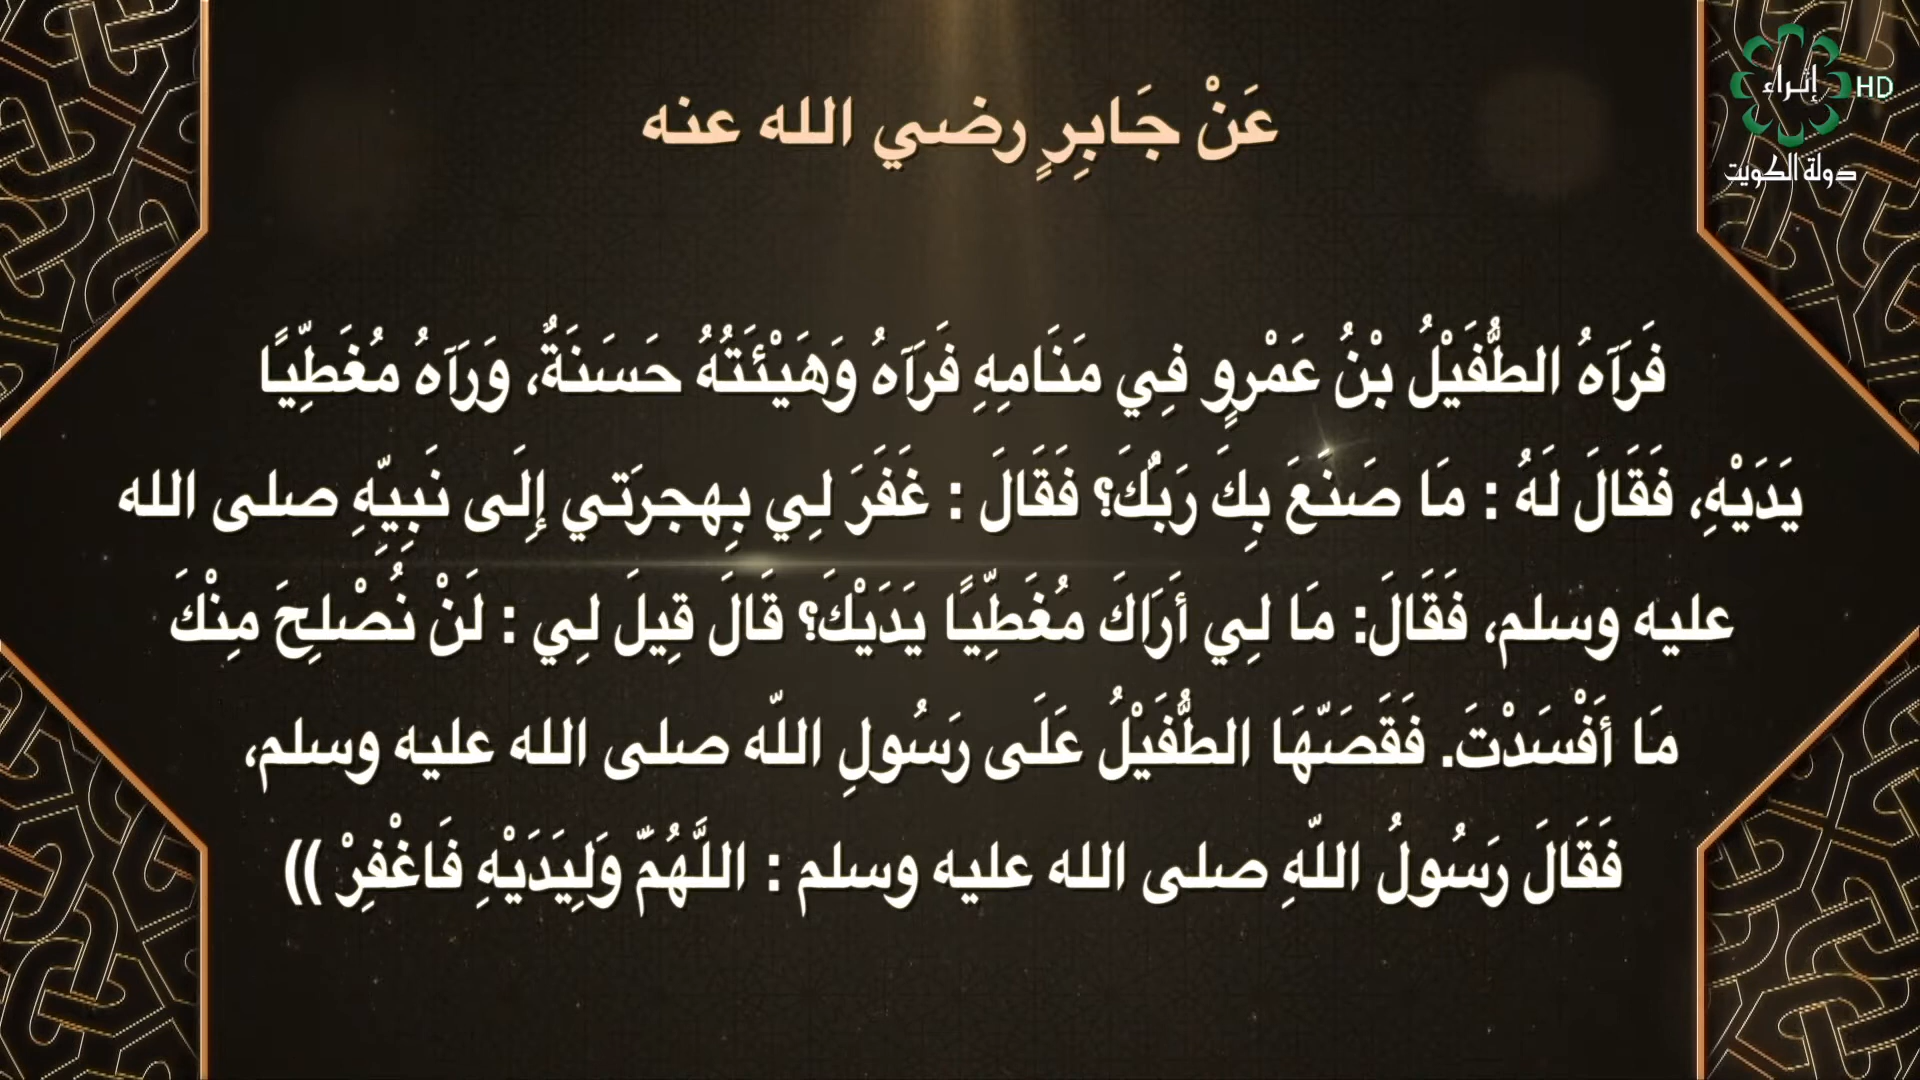 إثراء HD
دولة الكويت
عَنْ جَابِرٍ رضي الله عنه
فَرَآهُ الطُّفَيْلُ بْنُ عَمْرٍو فِي مَنَامِهِ فَرَآهُ وَهَيْئَتُهُ حَسَنَةٌ، وَرَآهُ مُغَطِّيًا
يَدَيْهِ، فَقَالَ لَهُ : مَا صَنَعَ بِكَ رَبُّكَ؟ فَقَالَ : غَفَرَ لِي بِهِجرَتي إِلَى نَبِيِّهِ صلى الله
عليه وسلم، فَقَالَ: مَا لِي أَرَاكَ مُغَطِّيًا يَدَيْكَ؟ قَالَ قِيلَ لِي : لَنْ نُصْلِحَ مِنْكَ
مَا أَفْسَدْتَ. فَقَصَّهَا الطُّفَيْلُ عَلَى رَسُولِ اللّه صلى الله عليه وسلم،
فَقَالَ رَسُولُ اللّهِ صلى الله عليه وسلم : اللَّهُمّ وَلِيَدَيْهِ فَاغْفِرْ ))